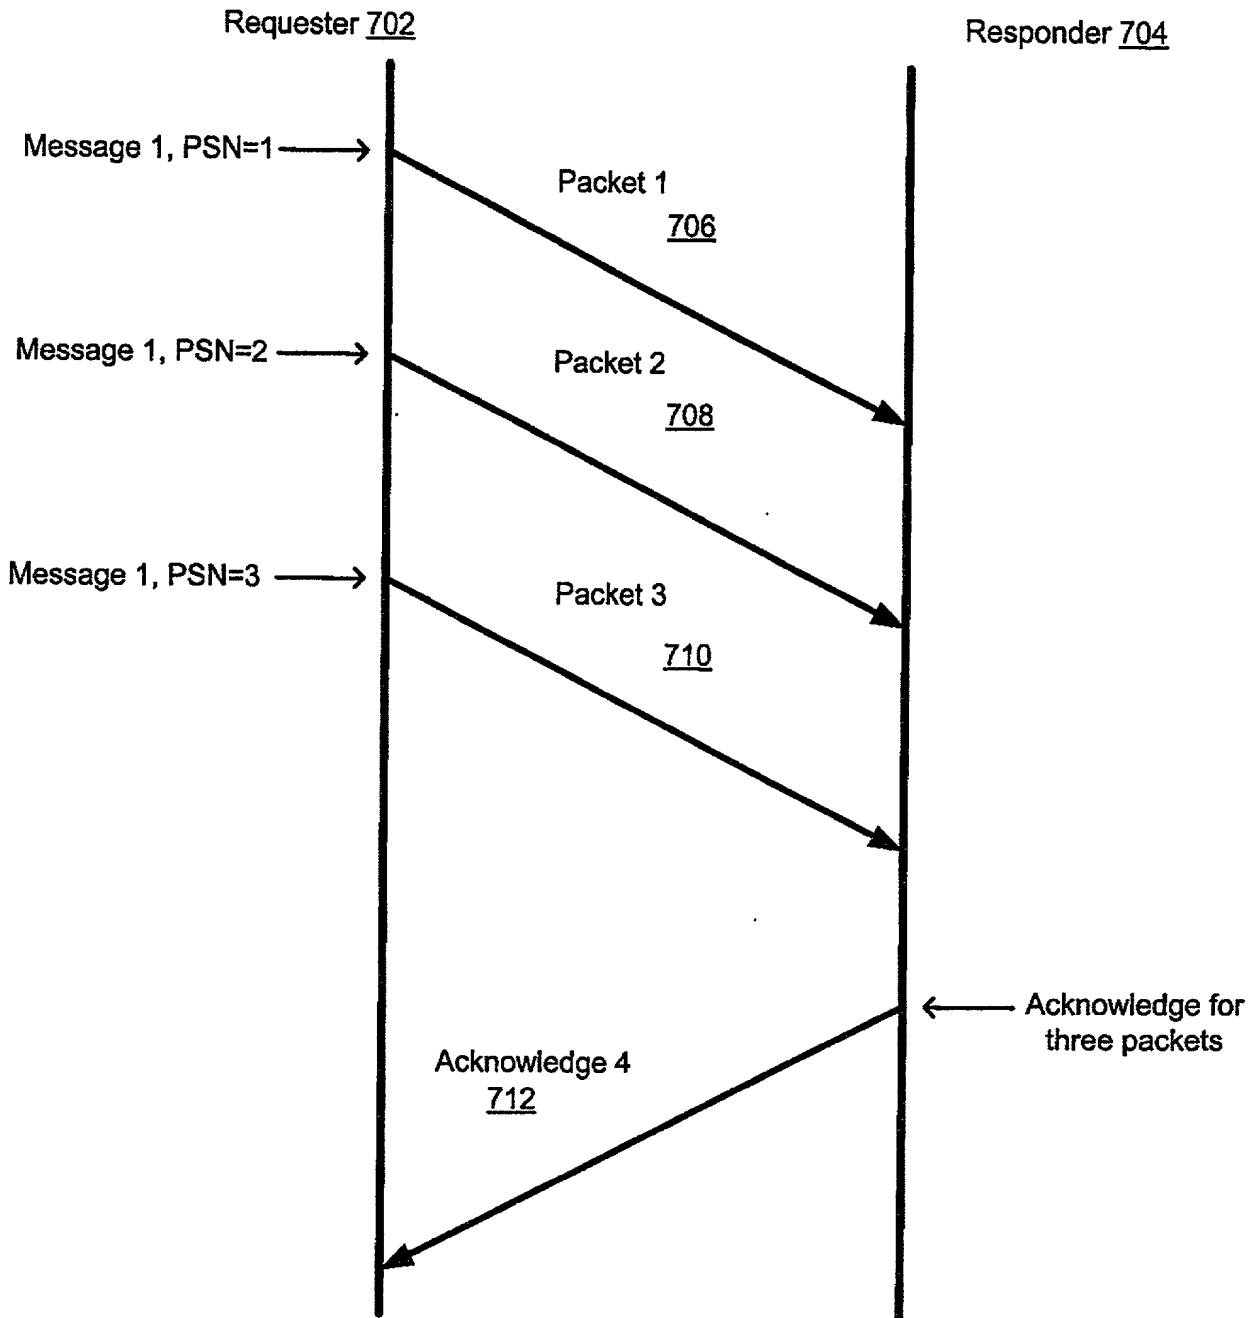 Requester 702
Responder 704
Message 1, PSN=1
Packet 1
706
Message 1, PSN=2
Packet 2
708
Message 1, PSN=3
Packet 3
710
Acknowledge for
three packets
Acknowledge 4
712